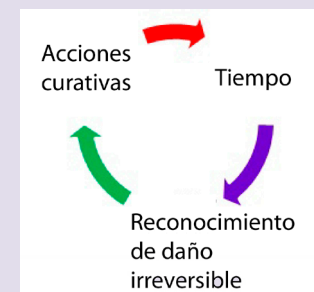 Acciones
curativas
Tiempo
Reconocimiento
de daño
irreversible